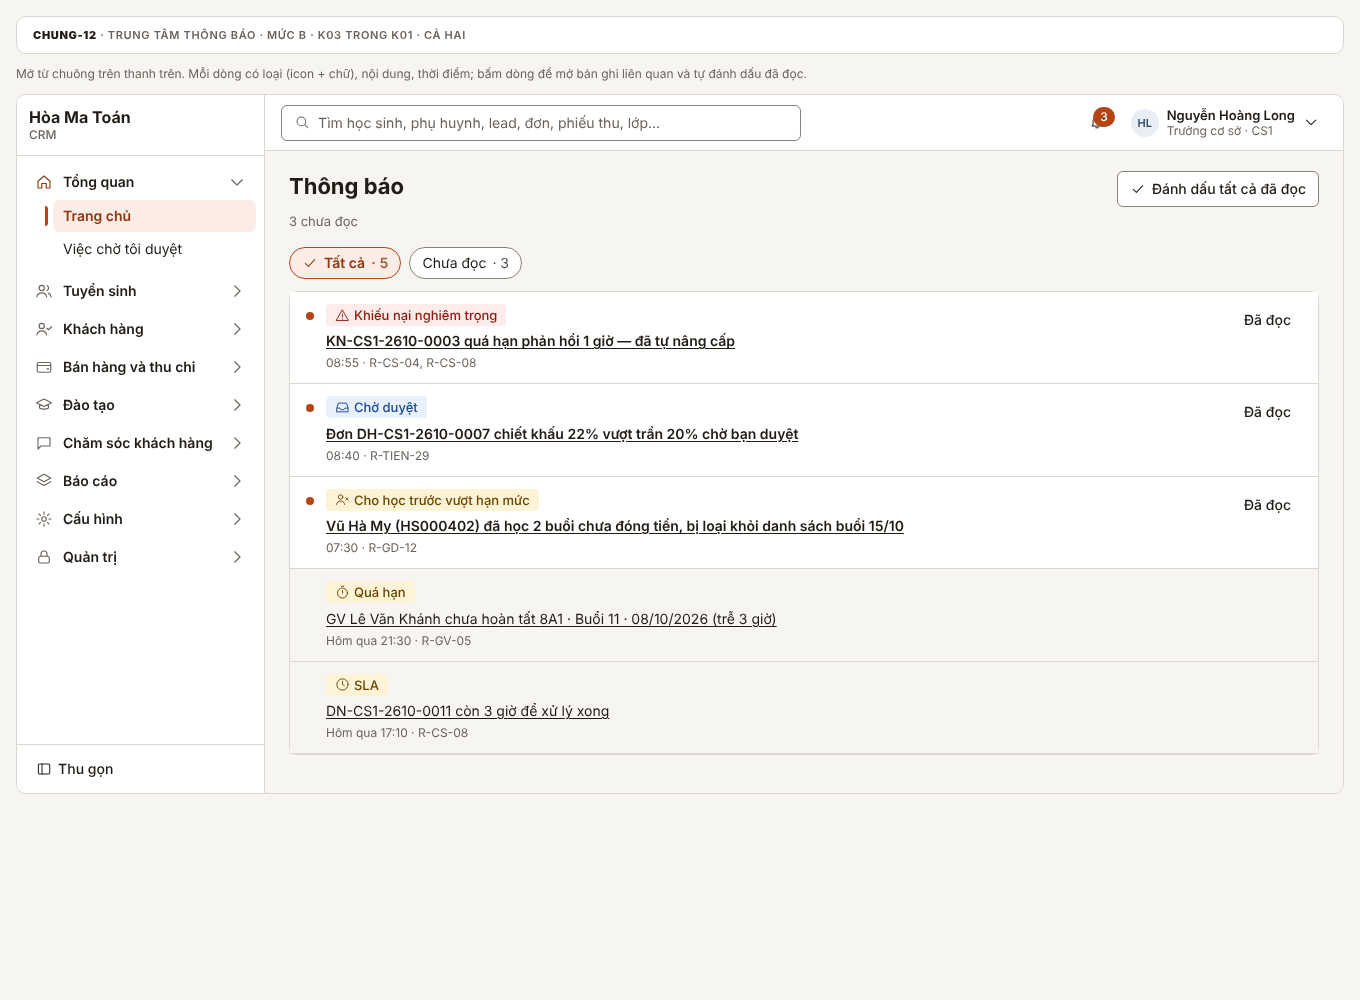 CHUNG-12 · TRUNG TÂM THÔNG BÁO · MỨC B · K03 TRONG K01 · CẢ HAI
Mở từ chuông trên thanh trên. Mỗi dòng có loại (icon + chữ), nội dung, thời điểm; bấm dòng để mở bản ghi liên quan và tự đánh dấu đã đọc.
Hòa Ma Toán
CRM
Tìm học sinh, phụ huynh, lead, đơn, phiếu thu, lớp...
3
HL
Nguyễn Hoàng Long
Trưởng cơ sở · CS1
Tổng quan
Trang chủ
Việc chờ tôi duyệt
Tuyển sinh
Khách hàng
Bán hàng và thu chi
Đào tạo
Chăm sóc khách hàng
Báo cáo
Cấu hình
Quản trị
Thu gọn
Thông báo
3 chưa đọc
Đánh dấu tất cả đã đọc
Tất cả · 5
Chưa đọc · 3
Khiếu nại nghiêm trọng
KN-CS1-2610-0003 quá hạn phản hồi 1 giờ — đã tự nâng cấp
08:55 · R-CS-04, R-CS-08
Đã đọc
Chờ duyệt
Đơn DH-CS1-2610-0007 chiết khấu 22% vượt trần 20% chờ bạn duyệt
08:40 · R-TIEN-29
Đã đọc
Cho học trước vượt hạn mức
Vũ Hà My (HS000402) đã học 2 buổi chưa đóng tiền, bị loại khỏi danh sách buổi 15/10
07:30 · R-GD-12
Đã đọc
Quá hạn
GV Lê Văn Khánh chưa hoàn tất 8A1 · Buổi 11 · 08/10/2026 (trễ 3 giờ)
Hôm qua 21:30 · R-GV-05
SLA
DN-CS1-2610-0011 còn 3 giờ để xử lý xong
Hôm qua 17:10 · R-CS-08